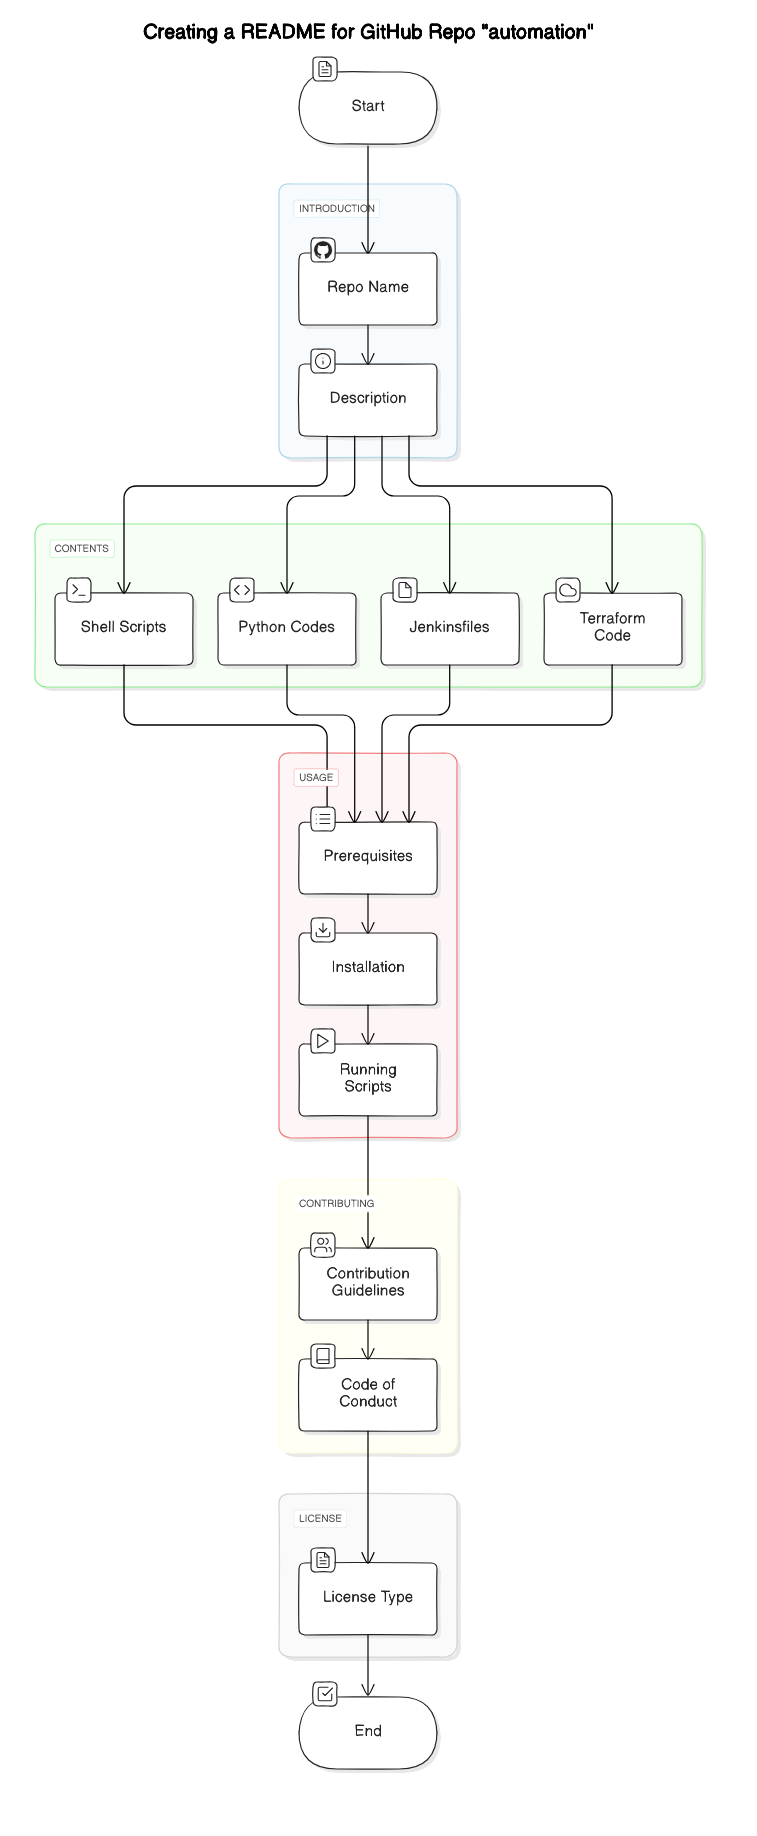 Creating a README for GitHub Repo "automation"
Start
INTRODUCTION
Repo Name
Description
CONTENTS
Shell Scripts
Python Codes
Jenkinsfiles
Terraform
Code
USAGE
Prerequisites
Installation
Running
Scripts
CONTRIBUTING
Contribution
Guidelines
Code of
Conduct
LICENSE
License Type
End